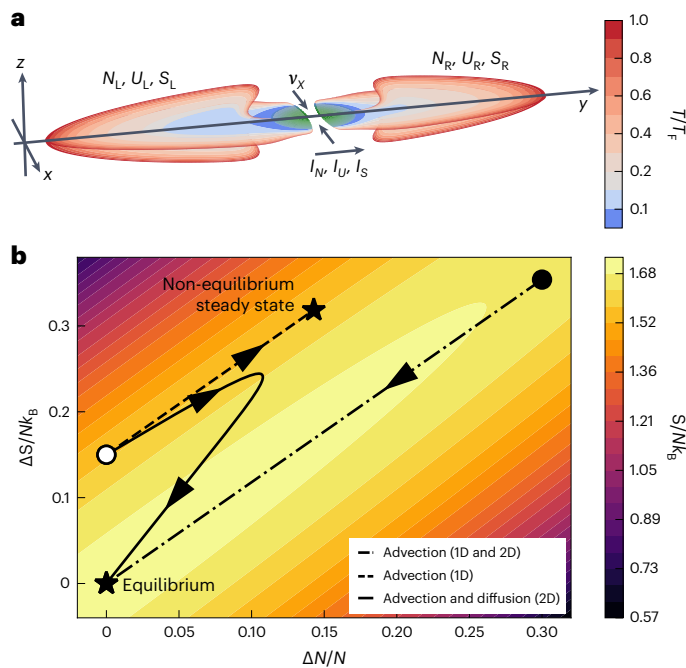 a
z
N_L, U_L, S_L
ν_X
N_R, U_R, S_R
y
x
I_N, I_U, I_S
1.0
0.8
0.6
0.4
0.2
0.1
T/T_F
b
Non-equilibrium
steady state
Equilibrium
Advection (1D and 2D)
Advection (1D)
Advection and diffusion (2D)
0.3
0.2
0.1
0
ΔS/Nk_B
0
0.05
0.10
0.15
0.20
0.25
0.30
ΔN/N
1.68
1.52
1.36
1.21
1.05
0.89
0.73
0.57
S/Nk_B